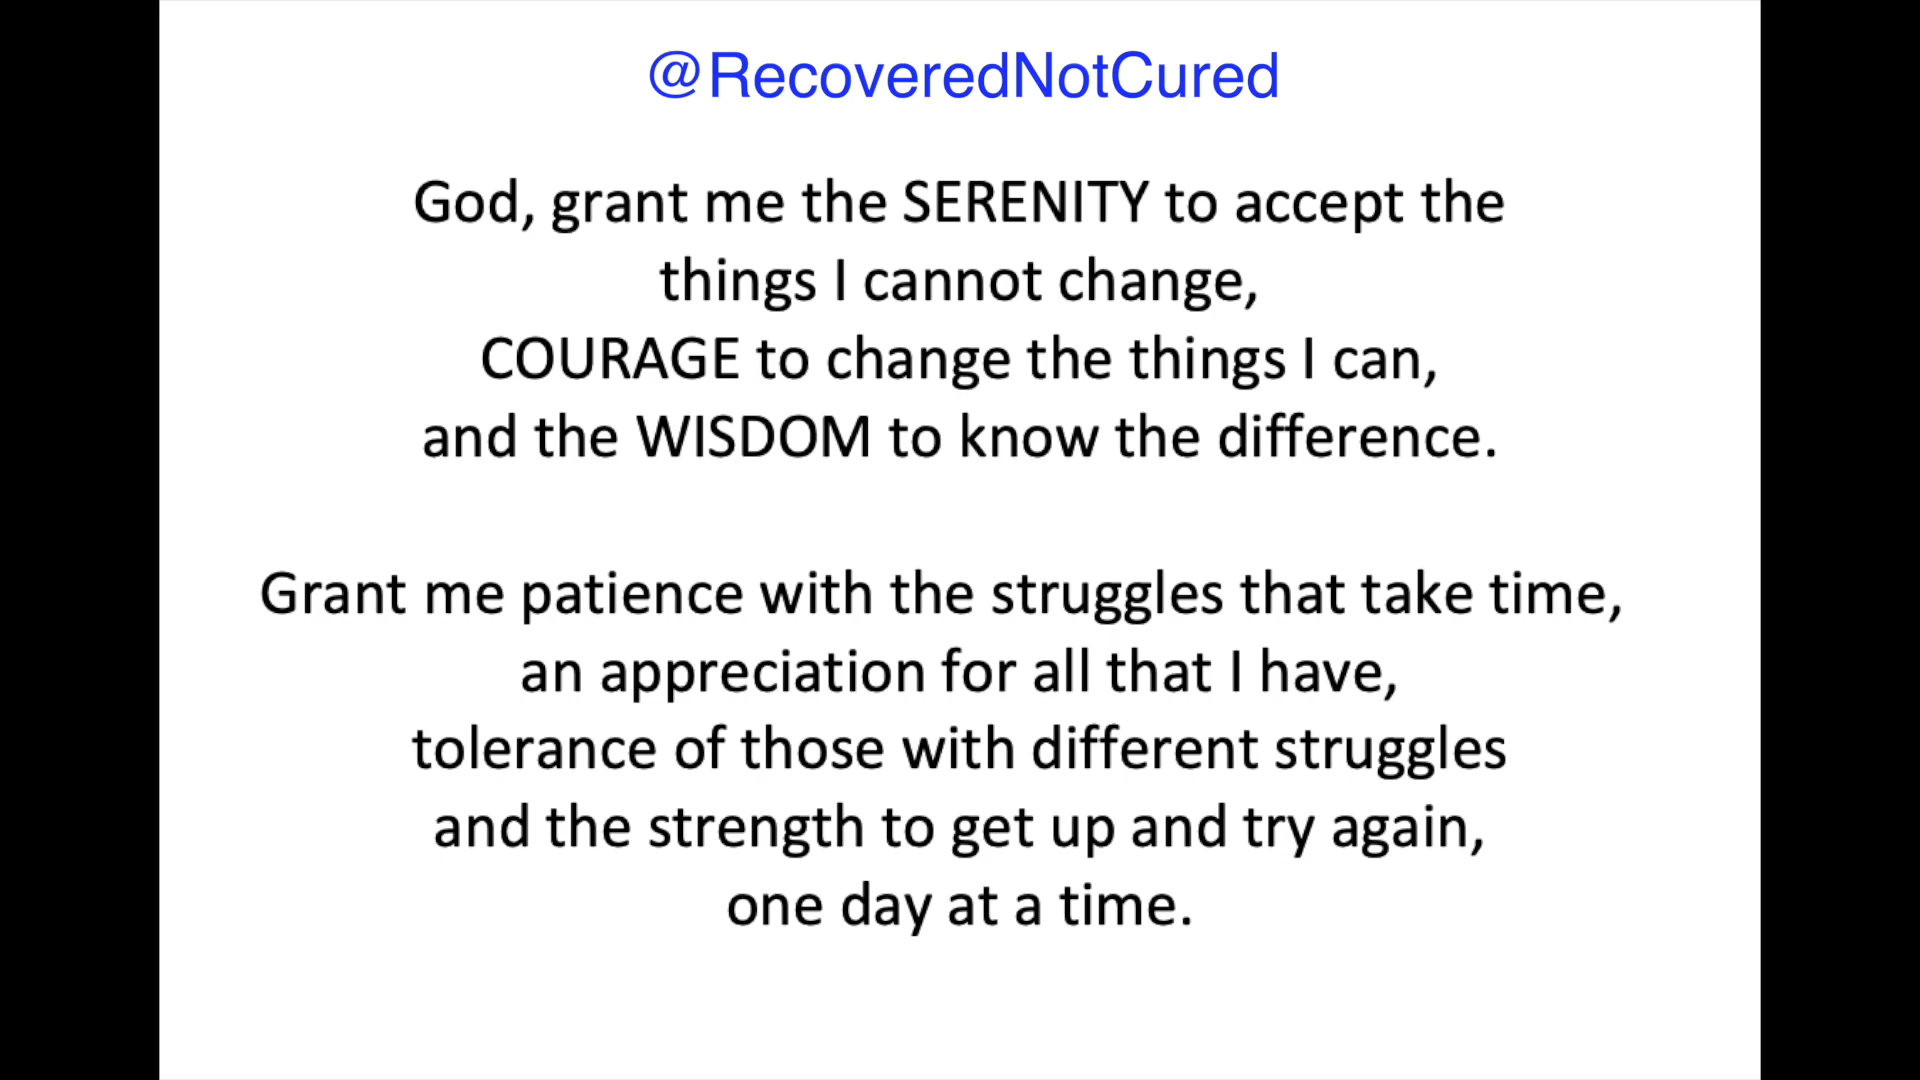 @RecoveredNotCured
God, grant me the SERENITY to accept the
things I cannot change,
COURAGE to change the things I can,
and the WISDOM to know the difference.
Grant me patience with the struggles that take time,
an appreciation for all that I have,
tolerance of those with different struggles
and the strength to get up and try again,
one day at a time.